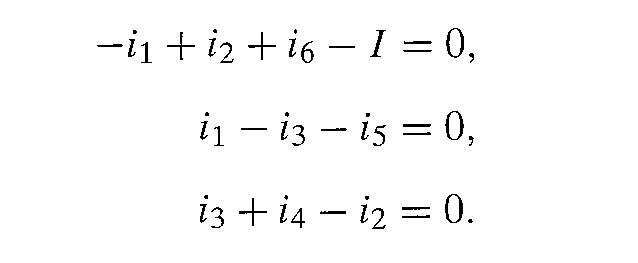 −i₁ + i₂ + i₆ − I = 0,
i₁ − i₃ − i₅ = 0,
i₃ + i₄ − i₂ = 0.